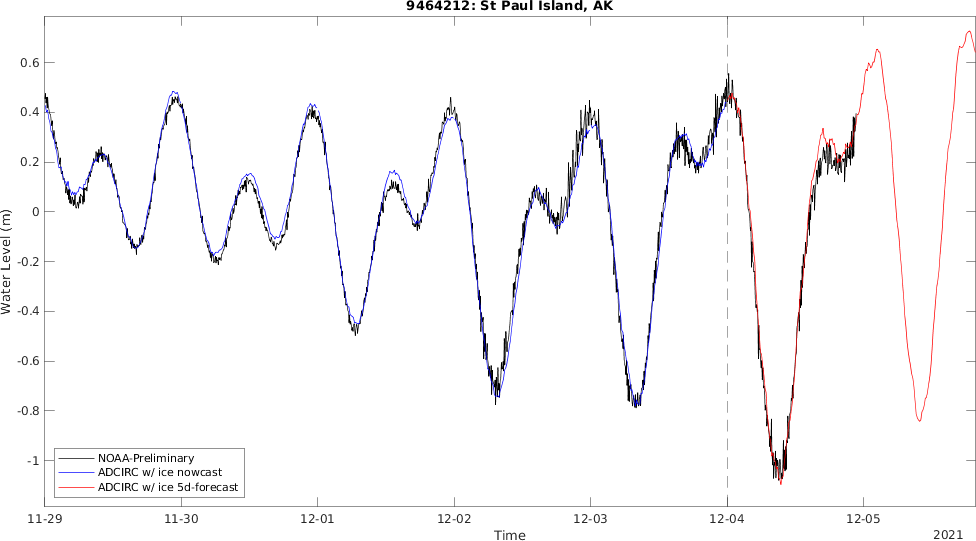 9464212: St Paul Island, AK
Water Level (m)
0.6
0.4
0.2
0
-0.2
-0.4
-0.6
-0.8
-1
NOAA-Preliminary
ADCIRC w/ ice nowcast
ADCIRC w/ ice 5d-forecast
11-29 11-30 12-01 12-02 12-03 12-04 12-05
Time
2021